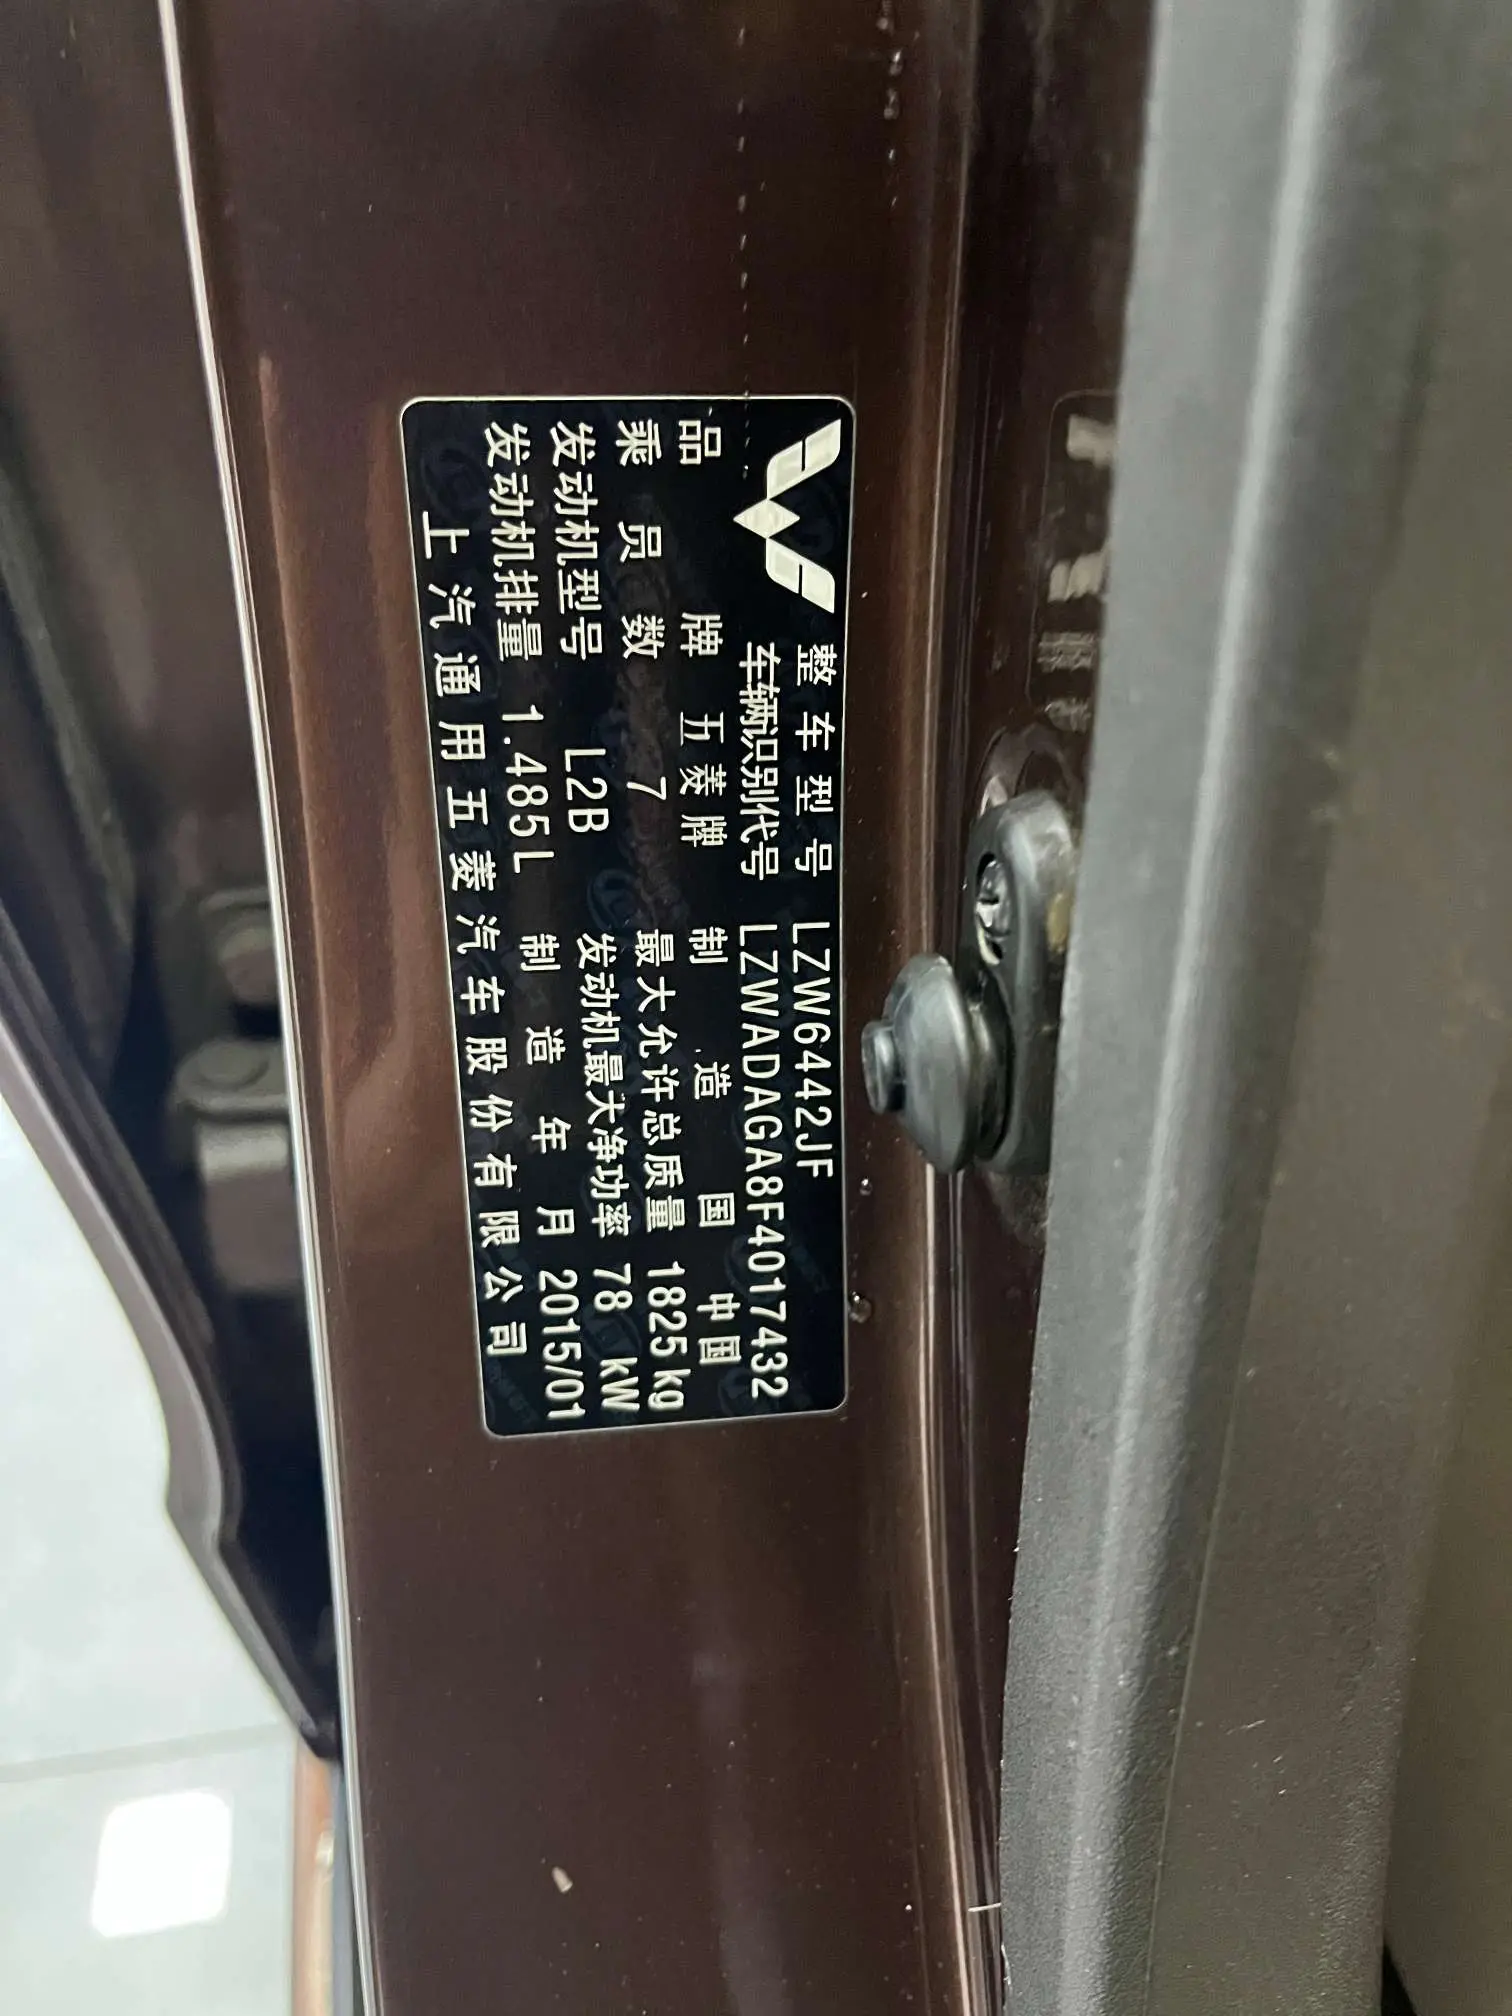 整车型号 LZW6442JF
车辆识别代号 LZWADAGA8F4017432
品牌 五菱牌 制造国 中国
乘员数 7 最大允许总质量 1825kg
发动机型号 L2B 发动机最大净功率 78 kW
发动机排量 1.485L 制造年月 2015/01
上汽通用五菱汽车股份有限公司